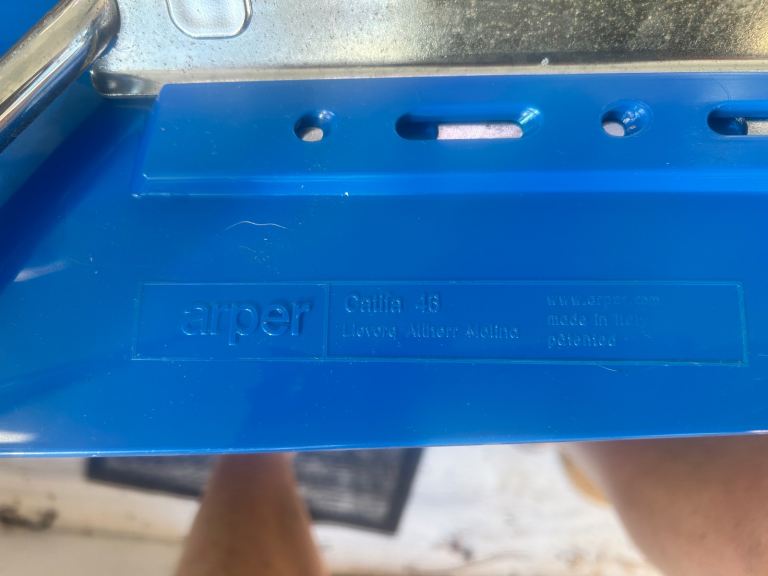 arper
Catifa 46
Lievore Altherr Molina
www.arper.com
made in Italy
patented